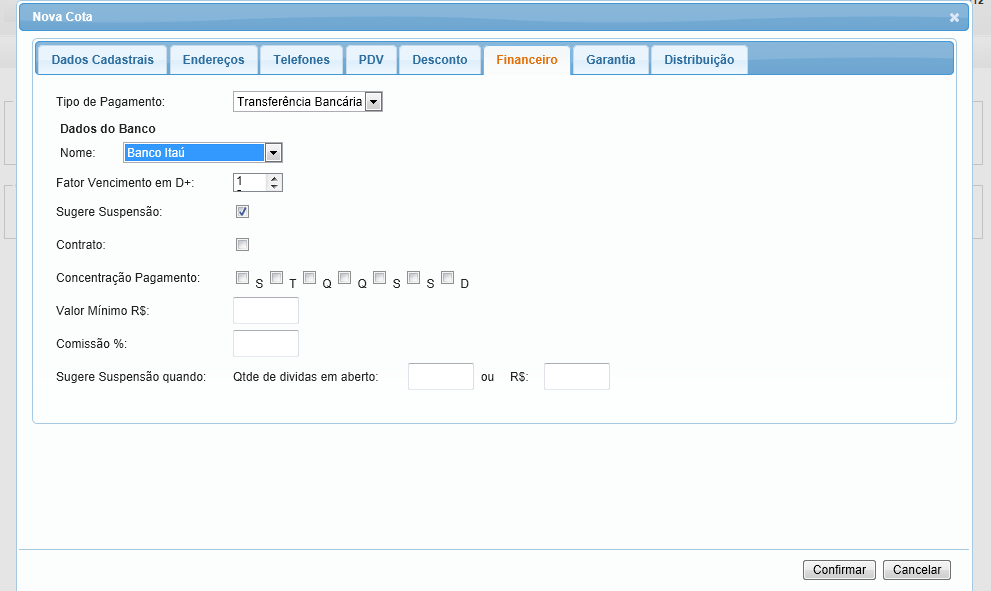 12
Nova Cota
Dados Cadastrais Endereços Telefones PDV Desconto Financeiro Garantia Distribuição
Tipo de Pagamento: Transferência Bancária
Dados do Banco
Nome: Banco Itaú
Fator Vencimento em D+: 1
Sugere Suspensão:
Contrato:
Concentração Pagamento: S T Q Q S S D
Valor Mínimo R$:
Comissão %:
Sugere Suspensão quando: Qtde de dividas em aberto: ou R$:
Confirmar Cancelar